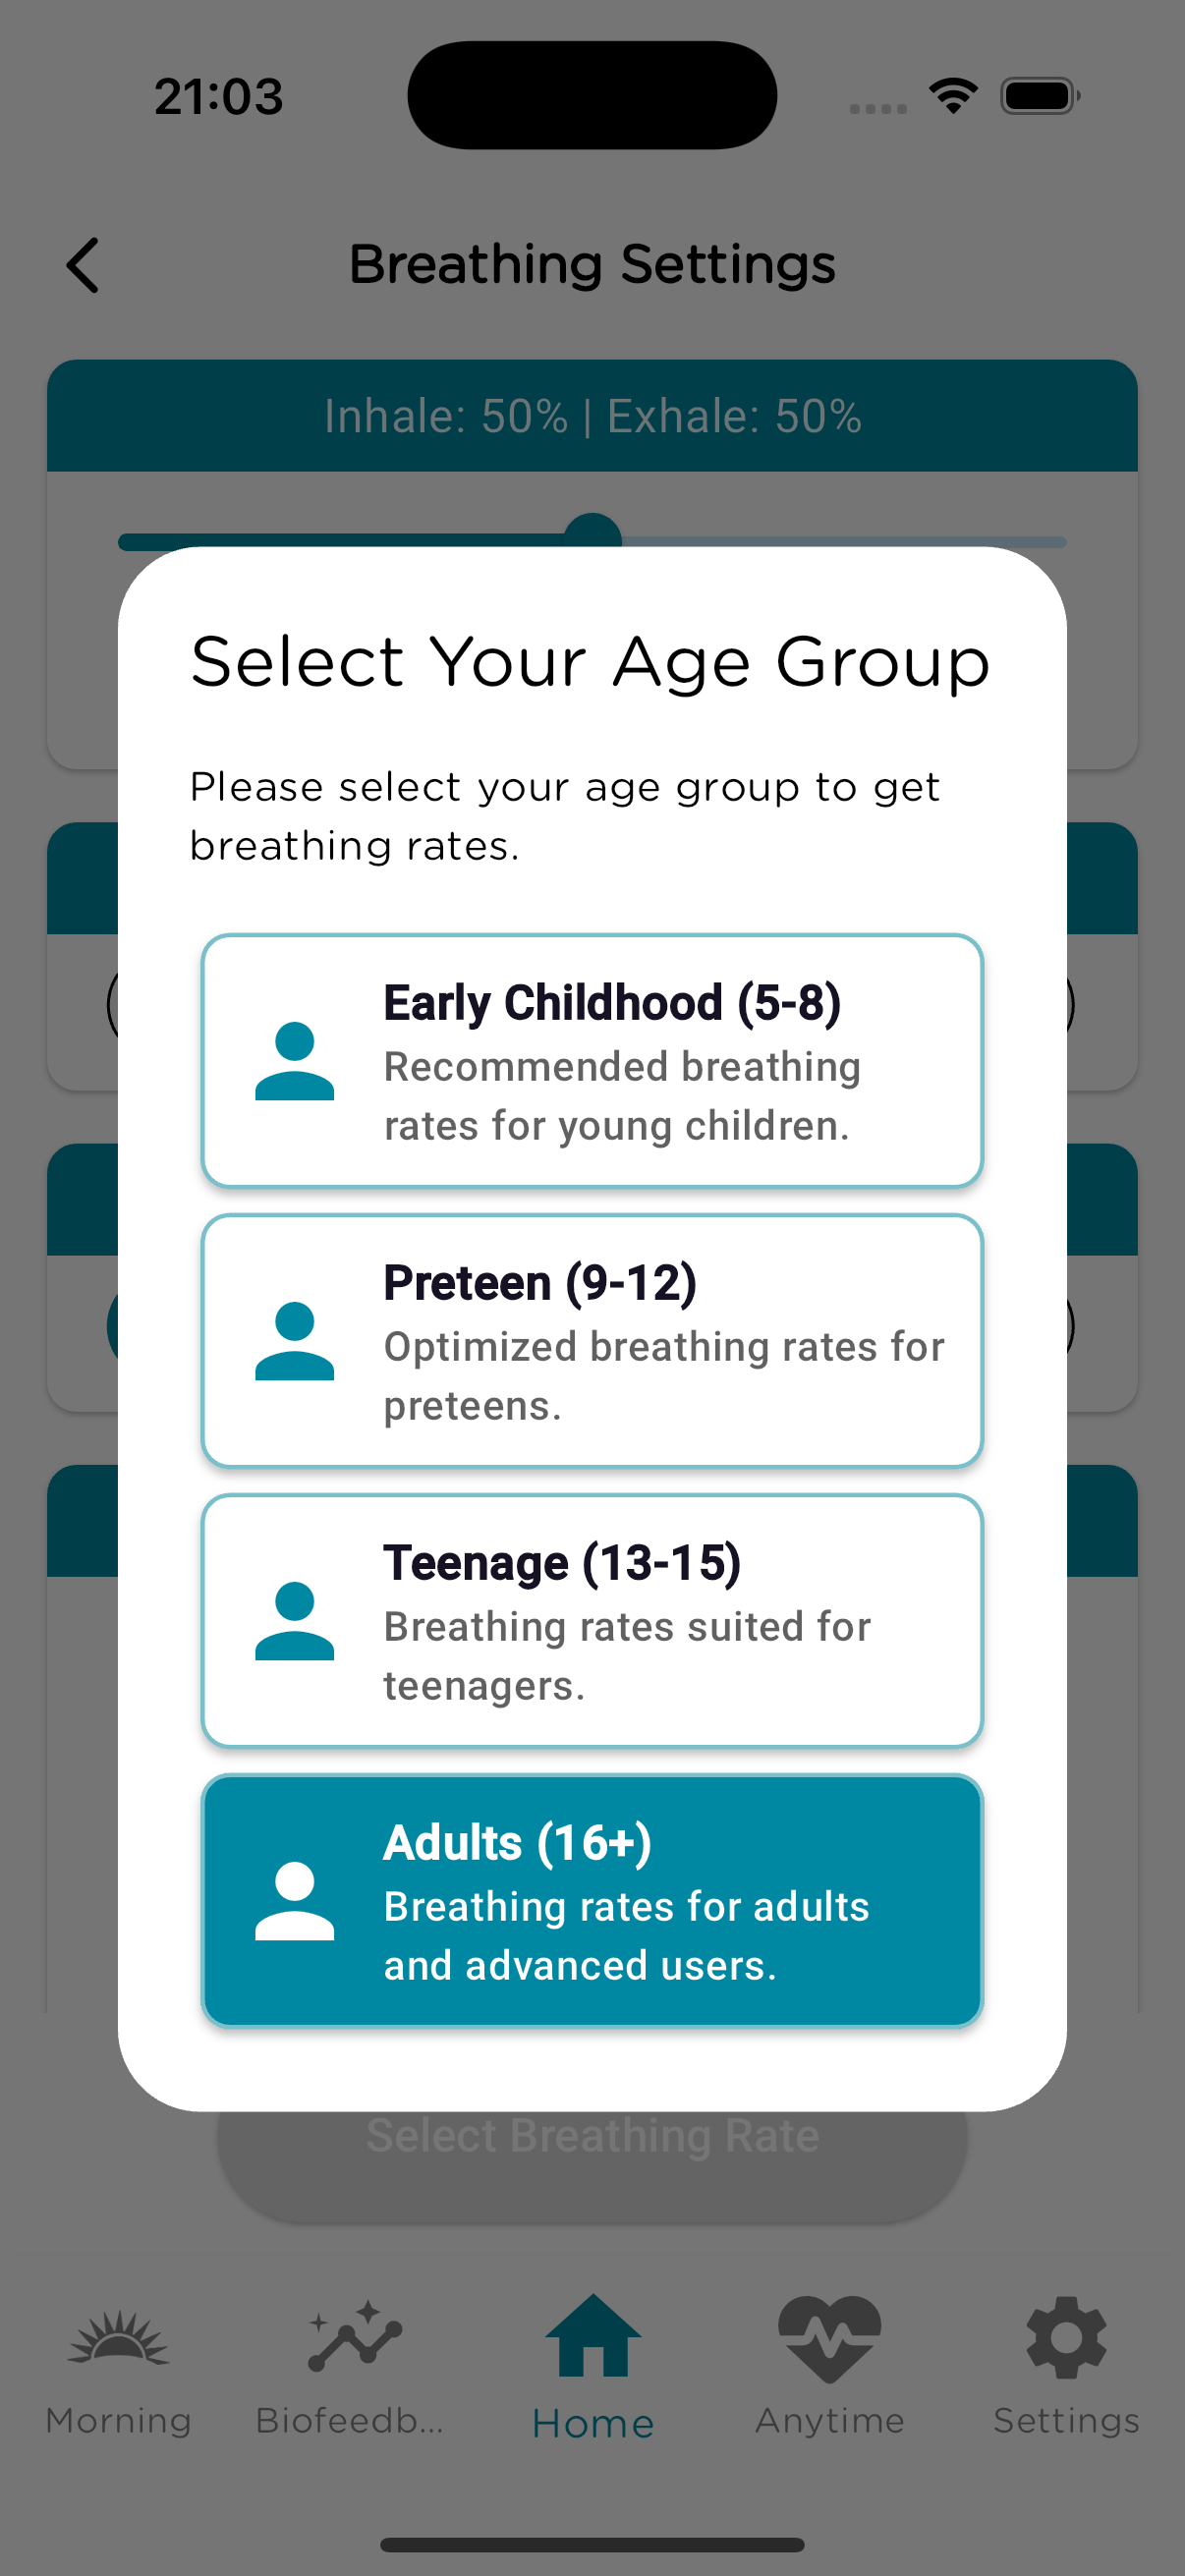 21:03
Breathing Settings
Inhale: 50% | Exhale: 50%
Select Your Age Group
Please select your age group to get
breathing rates.
Early Childhood (5-8)
Recommended breathing
rates for young children.
Preteen (9-12)
Optimized breathing rates for
preteens.
Teenage (13-15)
Breathing rates suited for
teenagers.
Adults (16+)
Breathing rates for adults
and advanced users.
Select Breathing Rate
Morning
Biofeedb...
Home
Anytime
Settings